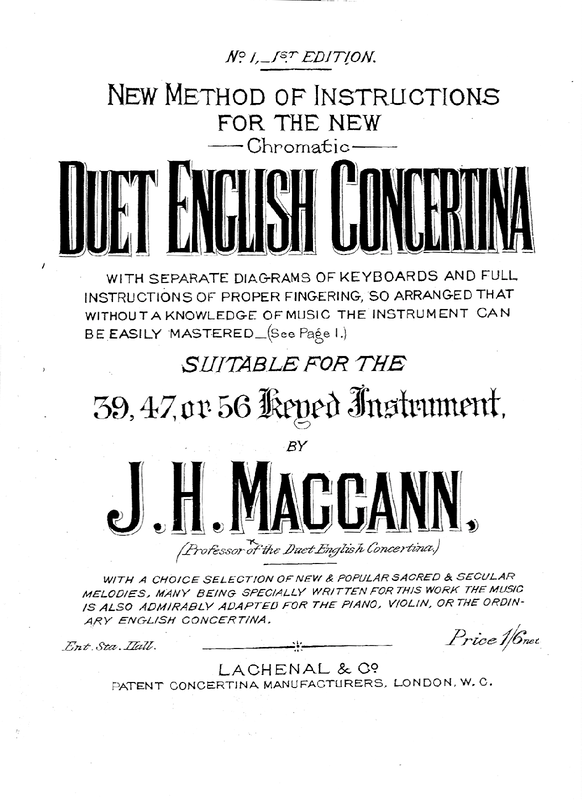 No. 1,_1ST EDITION.
NEW METHOD OF INSTRUCTIONS
FOR THE NEW
Chromatic
DUET ENGLISH CONCERTINA
WITH SEPARATE DIAGRAMS OF KEYBOARDS AND FULL
INSTRUCTIONS OF PROPER FINGERING, SO ARRANGED THAT
WITHOUT A KNOWLEDGE OF MUSIC THE INSTRUMENT CAN
BE EASILY MASTERED_(See Page 1.)
SUITABLE FOR THE
39, 47, or 56 Keyed Instrument,
BY
J. H. MACCANN,
(Professor of the Duet English Concertina.)
WITH A CHOICE SELECTION OF NEW & POPULAR SACRED & SECULAR
MELODIES, MANY BEING SPECIALLY WRITTEN FOR THIS WORK THE MUSIC
IS ALSO ADMIRABLY ADAPTED FOR THE PIANO, VIOLIN, OR THE ORDIN-
ARY ENGLISH CONCERTINA.
Ent. Sta. Hall.
Price 1/6 net.
LACHENAL & Co
PATENT CONCERTINA MANUFACTURERS, LONDON, W. C.